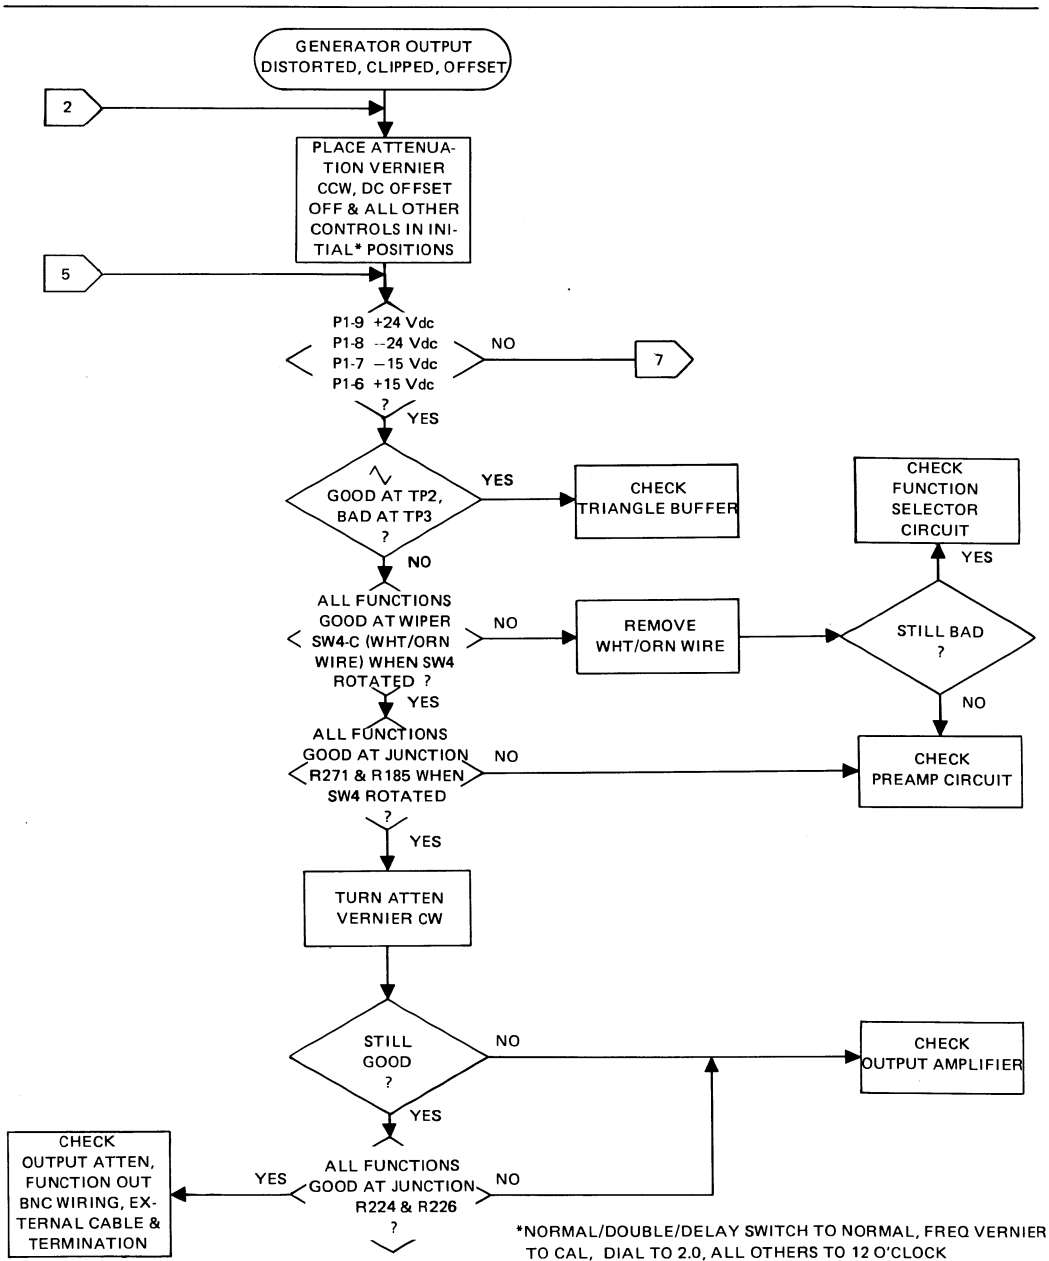 GENERATOR OUTPUT
DISTORTED, CLIPPED, OFFSET
2
PLACE ATTENUA-
TION VERNIER
CCW, DC OFFSET
OFF & ALL OTHER
CONTROLS IN INI-
TIAL* POSITIONS
5
P1-9 +24 Vdc
P1-8 --24 Vdc
P1-7 −15 Vdc
P1-6 +15 Vdc
?
NO
7
YES
GOOD AT TP2,
BAD AT TP3
?
YES
CHECK
TRIANGLE BUFFER
NO
CHECK
FUNCTION
SELECTOR
CIRCUIT
YES
ALL FUNCTIONS
GOOD AT WIPER
SW4-C (WHT/ORN
WIRE) WHEN SW4
ROTATED ?
NO
REMOVE
WHT/ORN WIRE
STILL BAD
?
NO
YES
ALL FUNCTIONS
GOOD AT JUNCTION
R271 & R185 WHEN
SW4 ROTATED
?
NO
CHECK
PREAMP CIRCUIT
YES
TURN ATTEN
VERNIER CW
STILL
GOOD
?
NO
CHECK
OUTPUT AMPLIFIER
YES
ALL FUNCTIONS
GOOD AT JUNCTION
R224 & R226
?
NO
YES
CHECK
OUTPUT ATTEN,
FUNCTION OUT
BNC WIRING, EX-
TERNAL CABLE &
TERMINATION
*NORMAL/DOUBLE/DELAY SWITCH TO NORMAL, FREQ VERNIER
TO CAL, DIAL TO 2.0, ALL OTHERS TO 12 O'CLOCK